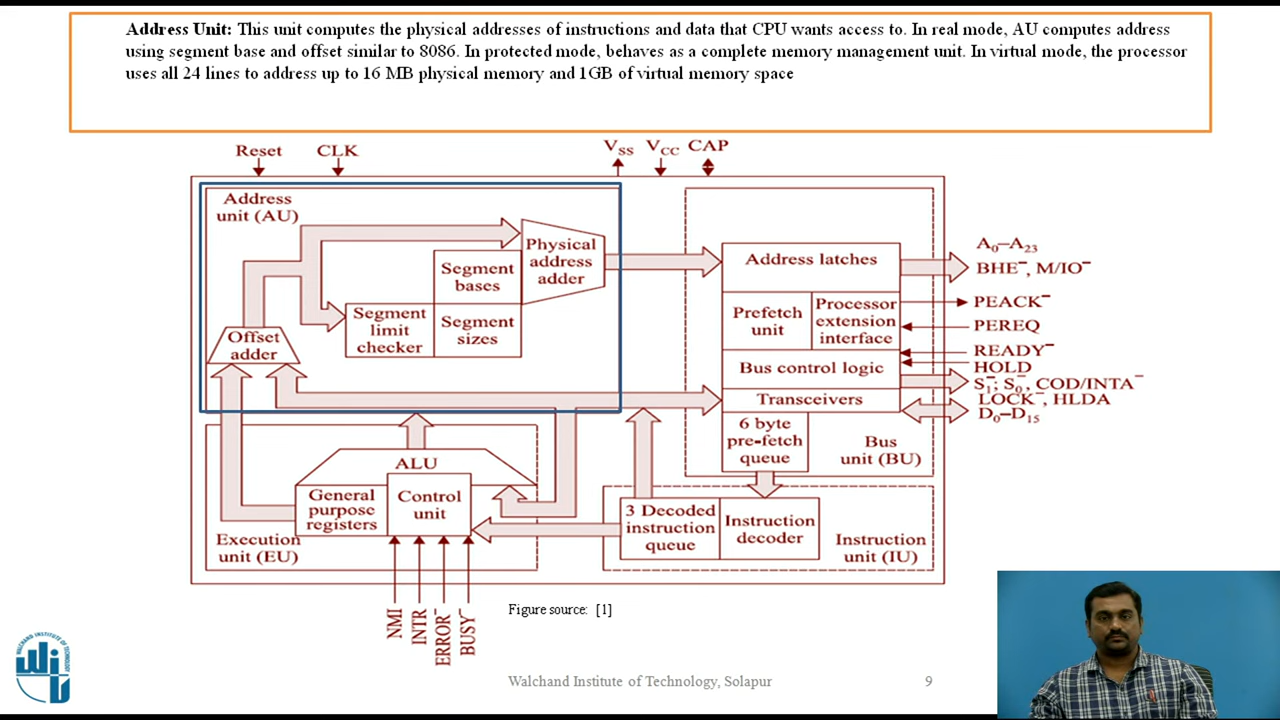 Address Unit: This unit computes the physical addresses of instructions and data that CPU wants access to. In real mode, AU computes address
using segment base and offset similar to 8086. In protected mode, behaves as a complete memory management unit. In virtual mode, the processor
uses all 24 lines to address up to 16 MB physical memory and 1GB of virtual memory space
Reset
CLK
VSS
VCC
CAP
Address
unit (AU)
Physical
address
adder
Segment
bases
Segment
limit
checker
Segment
sizes
Offset
adder
Address latches
Prefetch
unit
Processor
extension
interface
Bus control logic
Transceivers
6 byte
pre-fetch
queue
Bus
unit (BU)
A0–A23
BHE‾, M/IO‾
PEACK‾
PEREQ
READY‾
HOLD
S1‾; S0‾, COD/INTA‾
LOCK‾, HLDA
D0–D15
ALU
General
purpose
registers
Control
unit
Execution
unit (EU)
3 Decoded
instruction
queue
Instruction
decoder
Instruction
unit (IU)
NMI
INTR
ERROR‾
BUSY‾
Figure source: [1]
WALCHAND INSTITUTE OF TECHNOLOGY
WIT
Walchand Institute of Technology, Solapur
9